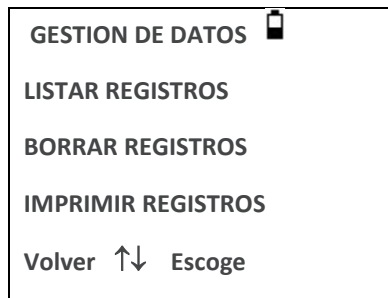 GESTION DE DATOS
LISTAR REGISTROS
BORRAR REGISTROS
IMPRIMIR REGISTROS
Volver ↑↓ Escoge